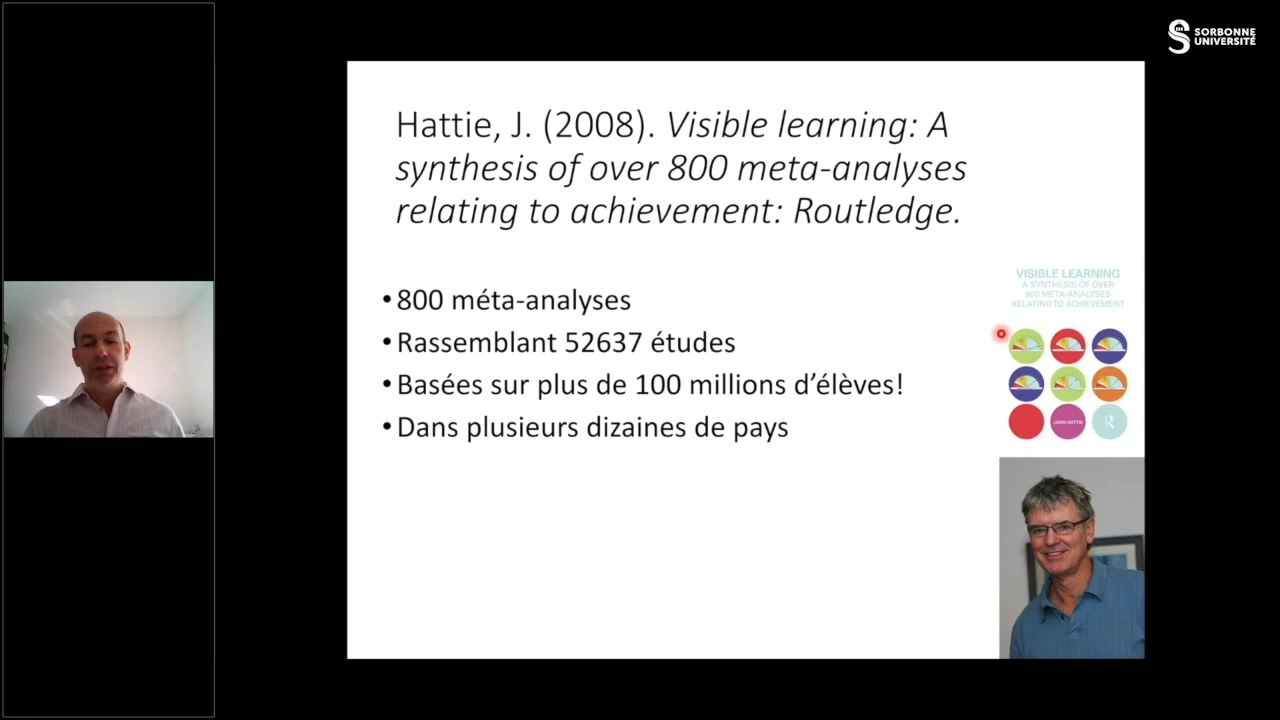 SORBONNE
UNIVERSITÉ
Hattie, J. (2008). Visible learning: A
synthesis of over 800 meta-analyses
relating to achievement: Routledge.
•800 méta-analyses
•Rassemblant 52637 études
•Basées sur plus de 100 millions d’élèves!
•Dans plusieurs dizaines de pays
VISIBLE LEARNING
A SYNTHESIS OF OVER
800 META-ANALYSES
RELATING TO ACHIEVEMENT
JOHN HATTIE
R